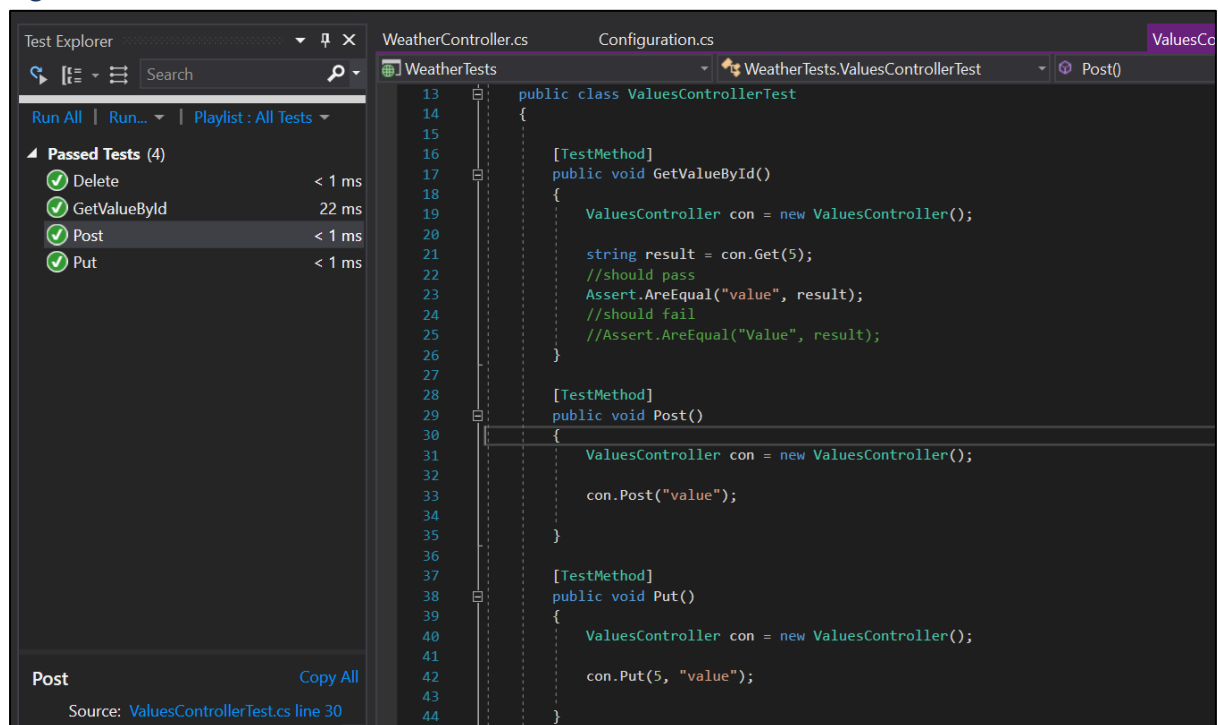 Test Explorer
Search
Run All | Run... | Playlist : All Tests
Passed Tests (4)
Delete < 1 ms
GetValueById 22 ms
Post < 1 ms
Put < 1 ms
Post Copy All
Source: ValuesControllerTest.cs line 30
WeatherController.cs Configuration.cs ValuesCo
WeatherTests WeatherTests.ValuesControllerTest Post()
13 public class ValuesControllerTest
14 {
15
16 [TestMethod]
17 public void GetValueById()
18 {
19 ValuesController con = new ValuesController();
20
21 string result = con.Get(5);
22 //should pass
23 Assert.AreEqual("value", result);
24 //should fail
25 //Assert.AreEqual("Value", result);
26 }
27
28 [TestMethod]
29 public void Post()
30 {
31 ValuesController con = new ValuesController();
32
33 con.Post("value");
34
35 }
36
37 [TestMethod]
38 public void Put()
39 {
40 ValuesController con = new ValuesController();
41
42 con.Put(5, "value");
43
44 }